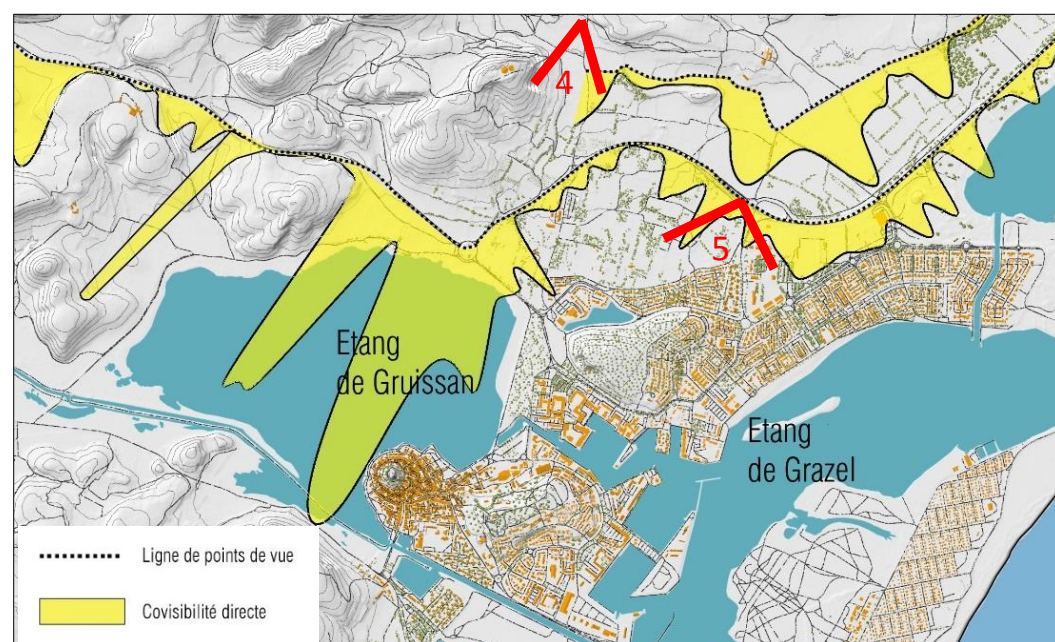 4
5
Etang
de Gruissan
Etang
de Grazel
Ligne de points de vue
Covisibilité directe